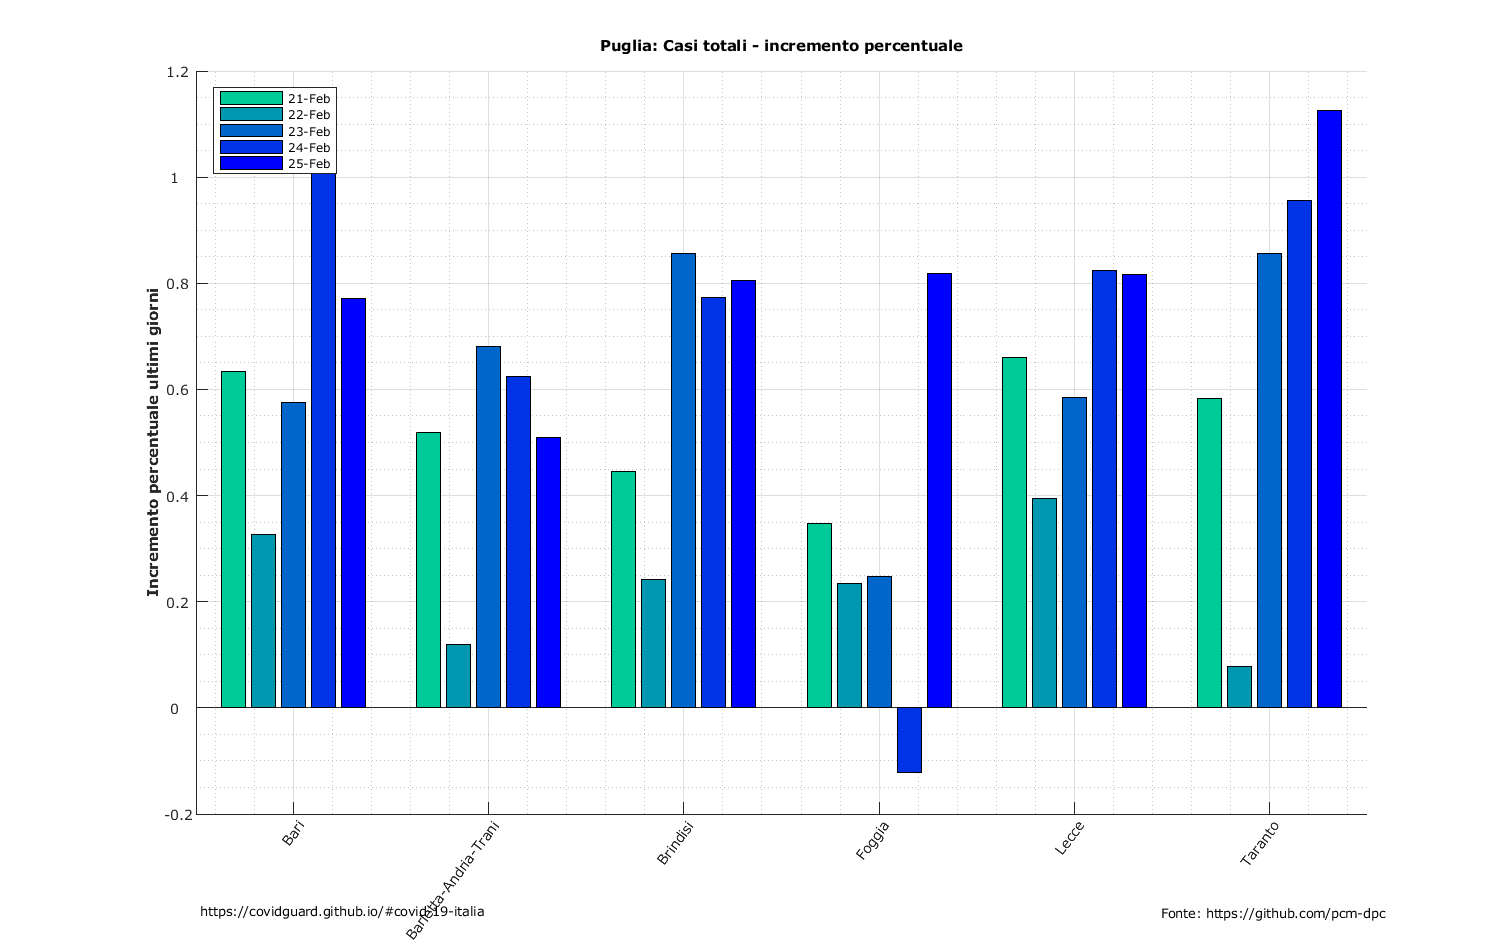 Puglia: Casi totali - incremento percentuale
Incremento percentuale ultimi giorni
1.2
1
0.8
0.6
0.4
0.2
0
-0.2
21-Feb
22-Feb
23-Feb
24-Feb
25-Feb
Bari
Barletta-Andria-Trani
Brindisi
Foggia
Lecce
Taranto
https://covidguard.github.io/#covid-19-italia
Fonte: https://github.com/pcm-dpc